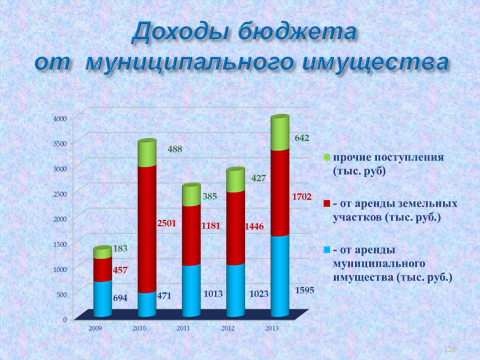 Доходы бюджета
от муниципального имущества
4000
3500
3000
2500
2000
1500
1000
500
0
183
457
694
488
2501
471
385
1181
1013
427
1446
1023
642
1702
1595
2009 2010 2011 2012 2013
прочие поступления
(тыс. руб)
- от аренды земельных
участков (тыс. руб.)
- от аренды
муниципального
имущества (тыс. руб.)